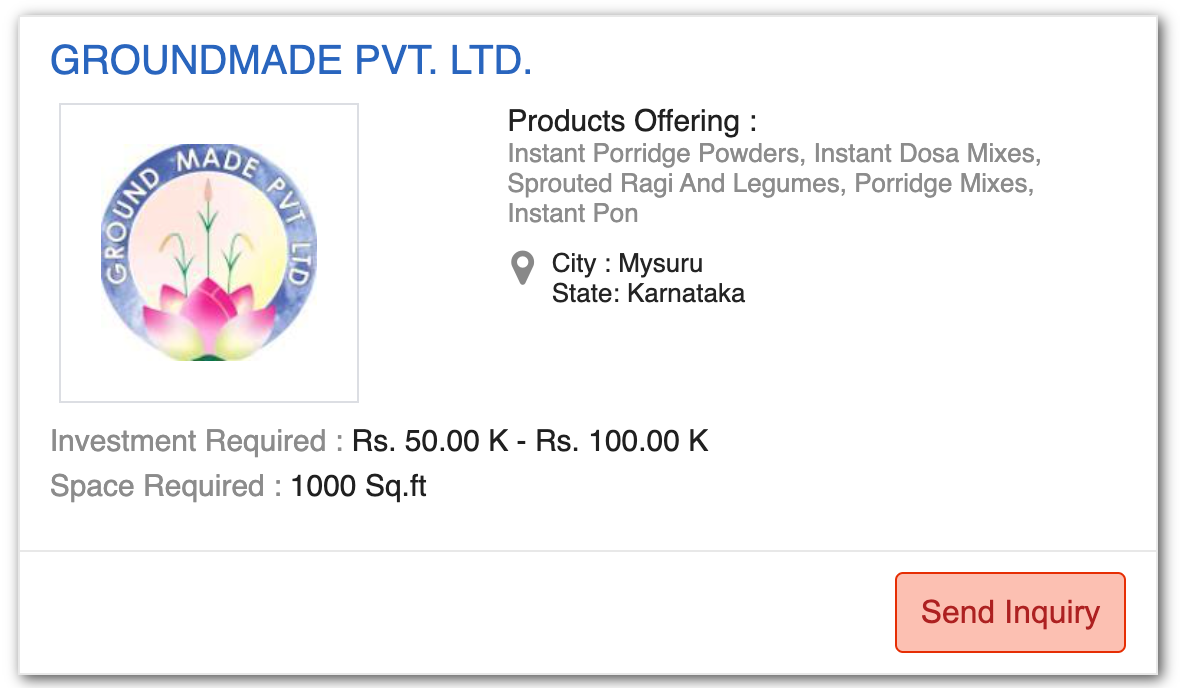 GROUNDMADE PVT. LTD.
GROUND MADE PVT LTD
Products Offering :
Instant Porridge Powders, Instant Dosa Mixes,
Sprouted Ragi And Legumes, Porridge Mixes,
Instant Pon
City : Mysuru
State: Karnataka
Investment Required : Rs. 50.00 K - Rs. 100.00 K
Space Required : 1000 Sq.ft
Send Inquiry